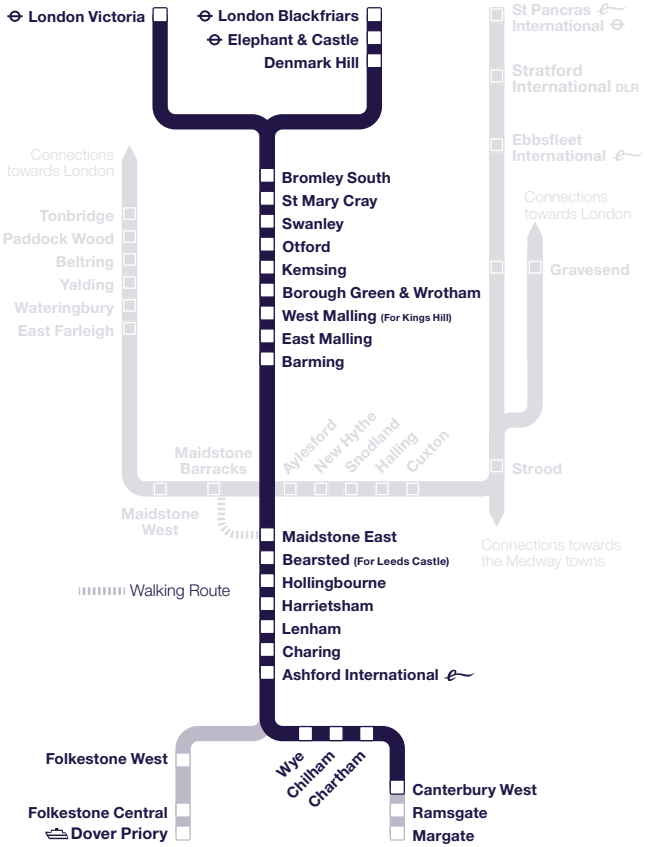 London Victoria
London Blackfriars
Elephant & Castle
Denmark Hill
St Pancras
International
Stratford
International DLR
Ebbsfleet
International
Connections
towards London
Tonbridge
Paddock Wood
Beltring
Yalding
Wateringbury
East Farleigh
Bromley South
St Mary Cray
Swanley
Otford
Kemsing
Borough Green & Wrotham
West Malling (For Kings Hill)
East Malling
Barming
Connections
towards London
Gravesend
Maidstone
Barracks
Aylesford
New Hythe
Snodland
Halling
Cuxton
Strood
Maidstone
West
Connections towards
the Medway towns
Maidstone East
Bearsted (For Leeds Castle)
Hollingbourne
Harrietsham
Lenham
Charing
Ashford International
Walking Route
Folkestone West
Folkestone Central
Dover Priory
Wye
Chilham
Chartham
Canterbury West
Ramsgate
Margate